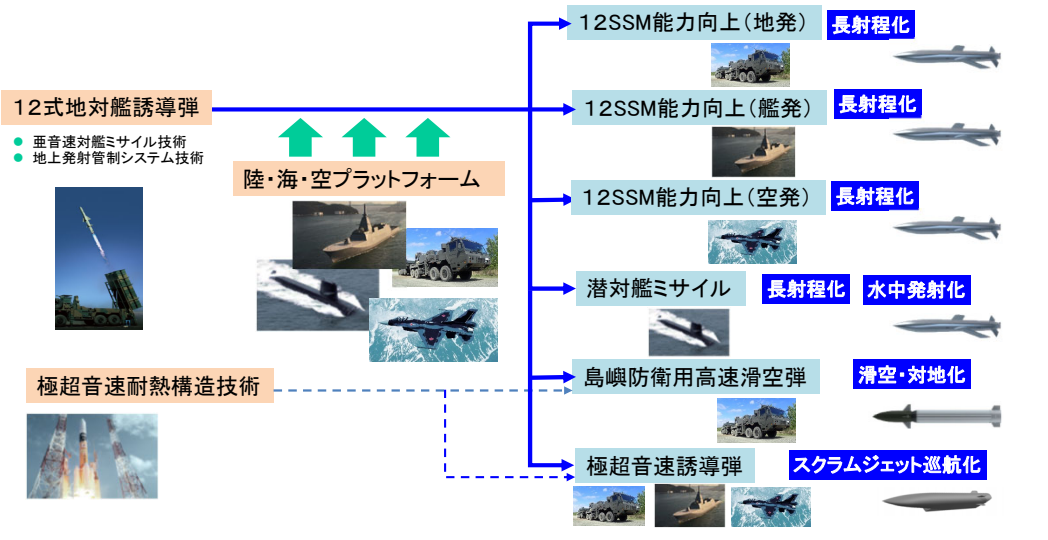 12SSM能力向上(地発)
長射程化
12式地対艦誘導弾
● 亜音速対艦ミサイル技術
● 地上発射管制システム技術
12SSM能力向上(艦発)
長射程化
陸・海・空プラットフォーム
12SSM能力向上(空発)
長射程化
潜対艦ミサイル
長射程化
水中発射化
極超音速耐熱構造技術
島嶼防衛用高速滑空弾
滑空・対地化
極超音速誘導弾
スクラムジェット巡航化